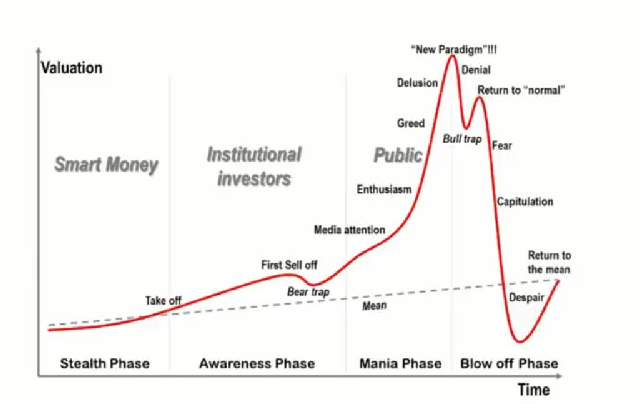 "New Paradigm"!!!
Valuation
Denial
Delusion
Return to "normal"
Greed
Bull trap
Fear
Smart Money
Institutional
investors
Public
Enthusiasm
Capitulation
Media attention
First Sell off
Bear trap
Return to
the mean
Take off
Mean
Despair
Stealth Phase
Awareness Phase
Mania Phase
Blow off Phase
Time